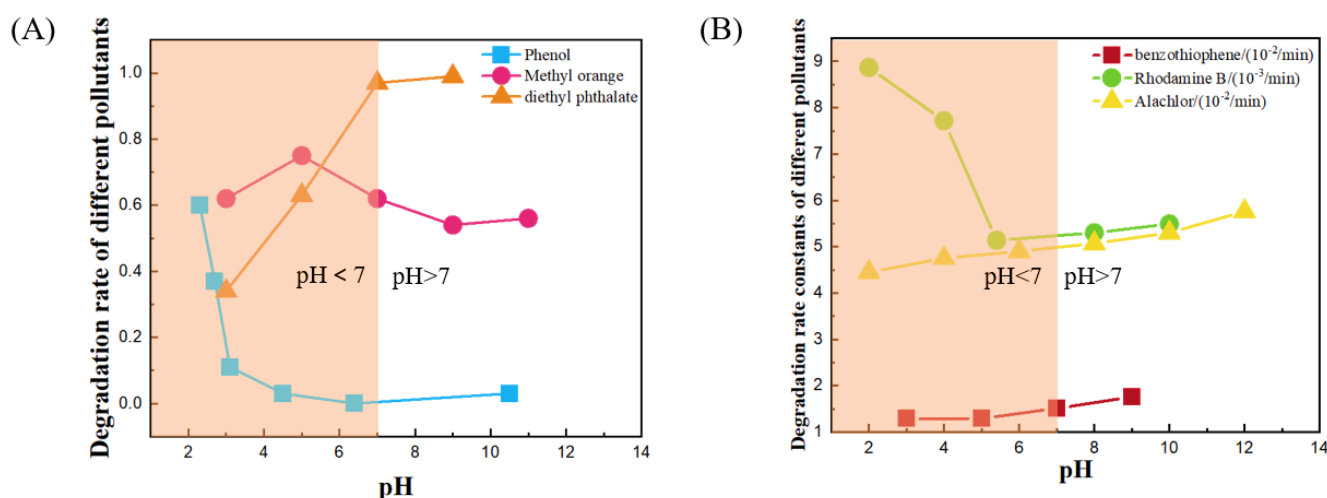 (A)
Degradation rate of different pollutants
1.0
0.8
0.6
0.4
0.2
0.0
Phenol
Methyl orange
diethyl phthalate
pH < 7
pH>7
2
4
6
8
10
12
14
pH
(B)
Degradation rate constants of different pollutants
9
8
7
6
5
4
3
2
1
benzothiophene/(10⁻²/min)
Rhodamine B/(10⁻³/min)
Alachlor/(10⁻²/min)
pH<7
pH>7
2
4
6
8
10
12
14
pH